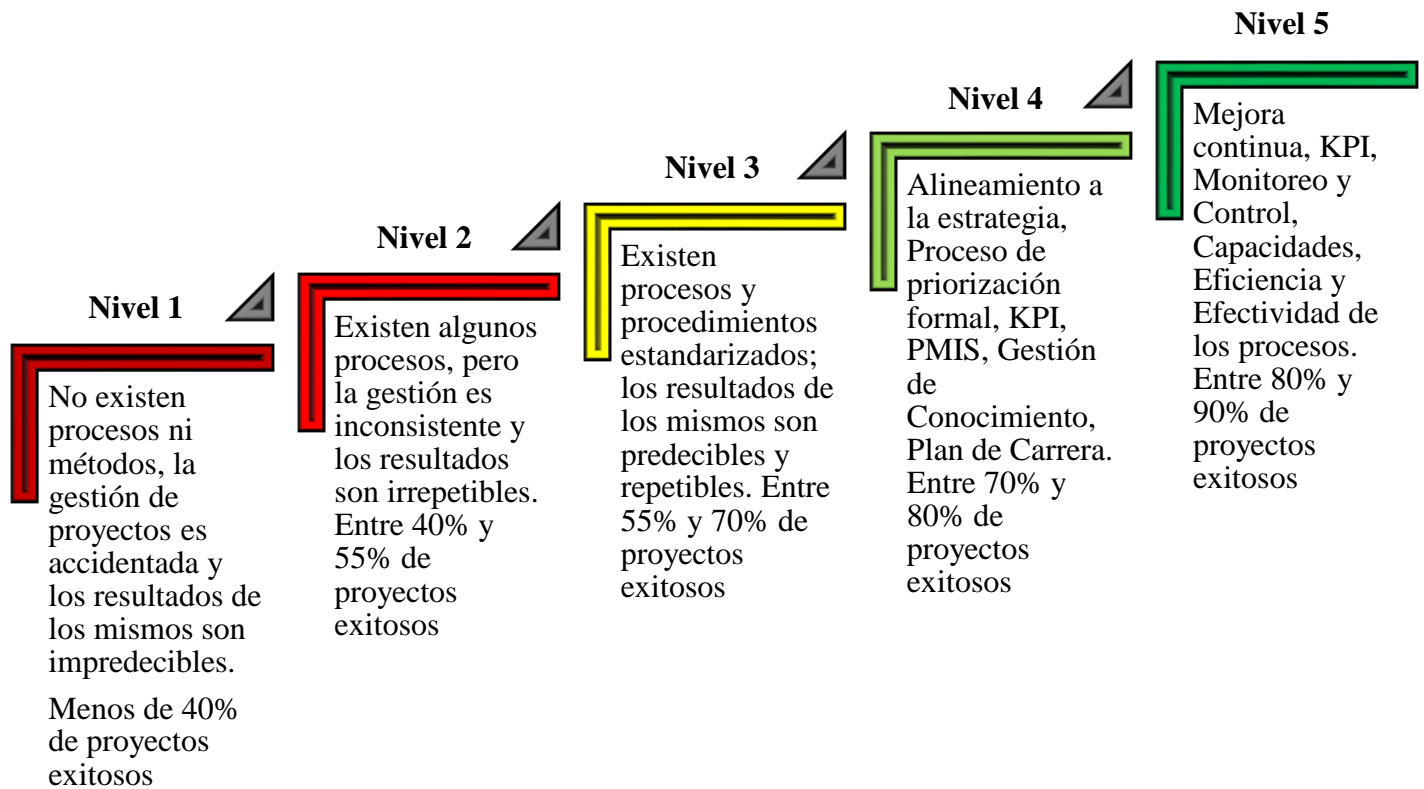 Nivel 1
No existen
procesos ni
métodos, la
gestión de
proyectos es
accidentada y
los resultados de
los mismos son
impredecibles.
Menos de 40%
de proyectos
exitosos
Nivel 2
Existen algunos
procesos, pero
la gestión es
inconsistente y
los resultados
son irrepetibles.
Entre 40% y
55% de
proyectos
exitosos
Nivel 3
Existen
procesos y
procedimientos
estandarizados;
los resultados de
los mismos son
predecibles y
repetibles. Entre
55% y 70% de
proyectos
exitosos
Nivel 4
Alineamiento a
la estrategia,
Proceso de
priorización
formal, KPI,
PMIS, Gestión
de
Conocimiento,
Plan de Carrera.
Entre 70% y
80% de
proyectos
exitosos
Nivel 5
Mejora
continua, KPI,
Monitoreo y
Control,
Capacidades,
Eficiencia y
Efectividad de
los procesos.
Entre 80% y
90% de
proyectos
exitosos